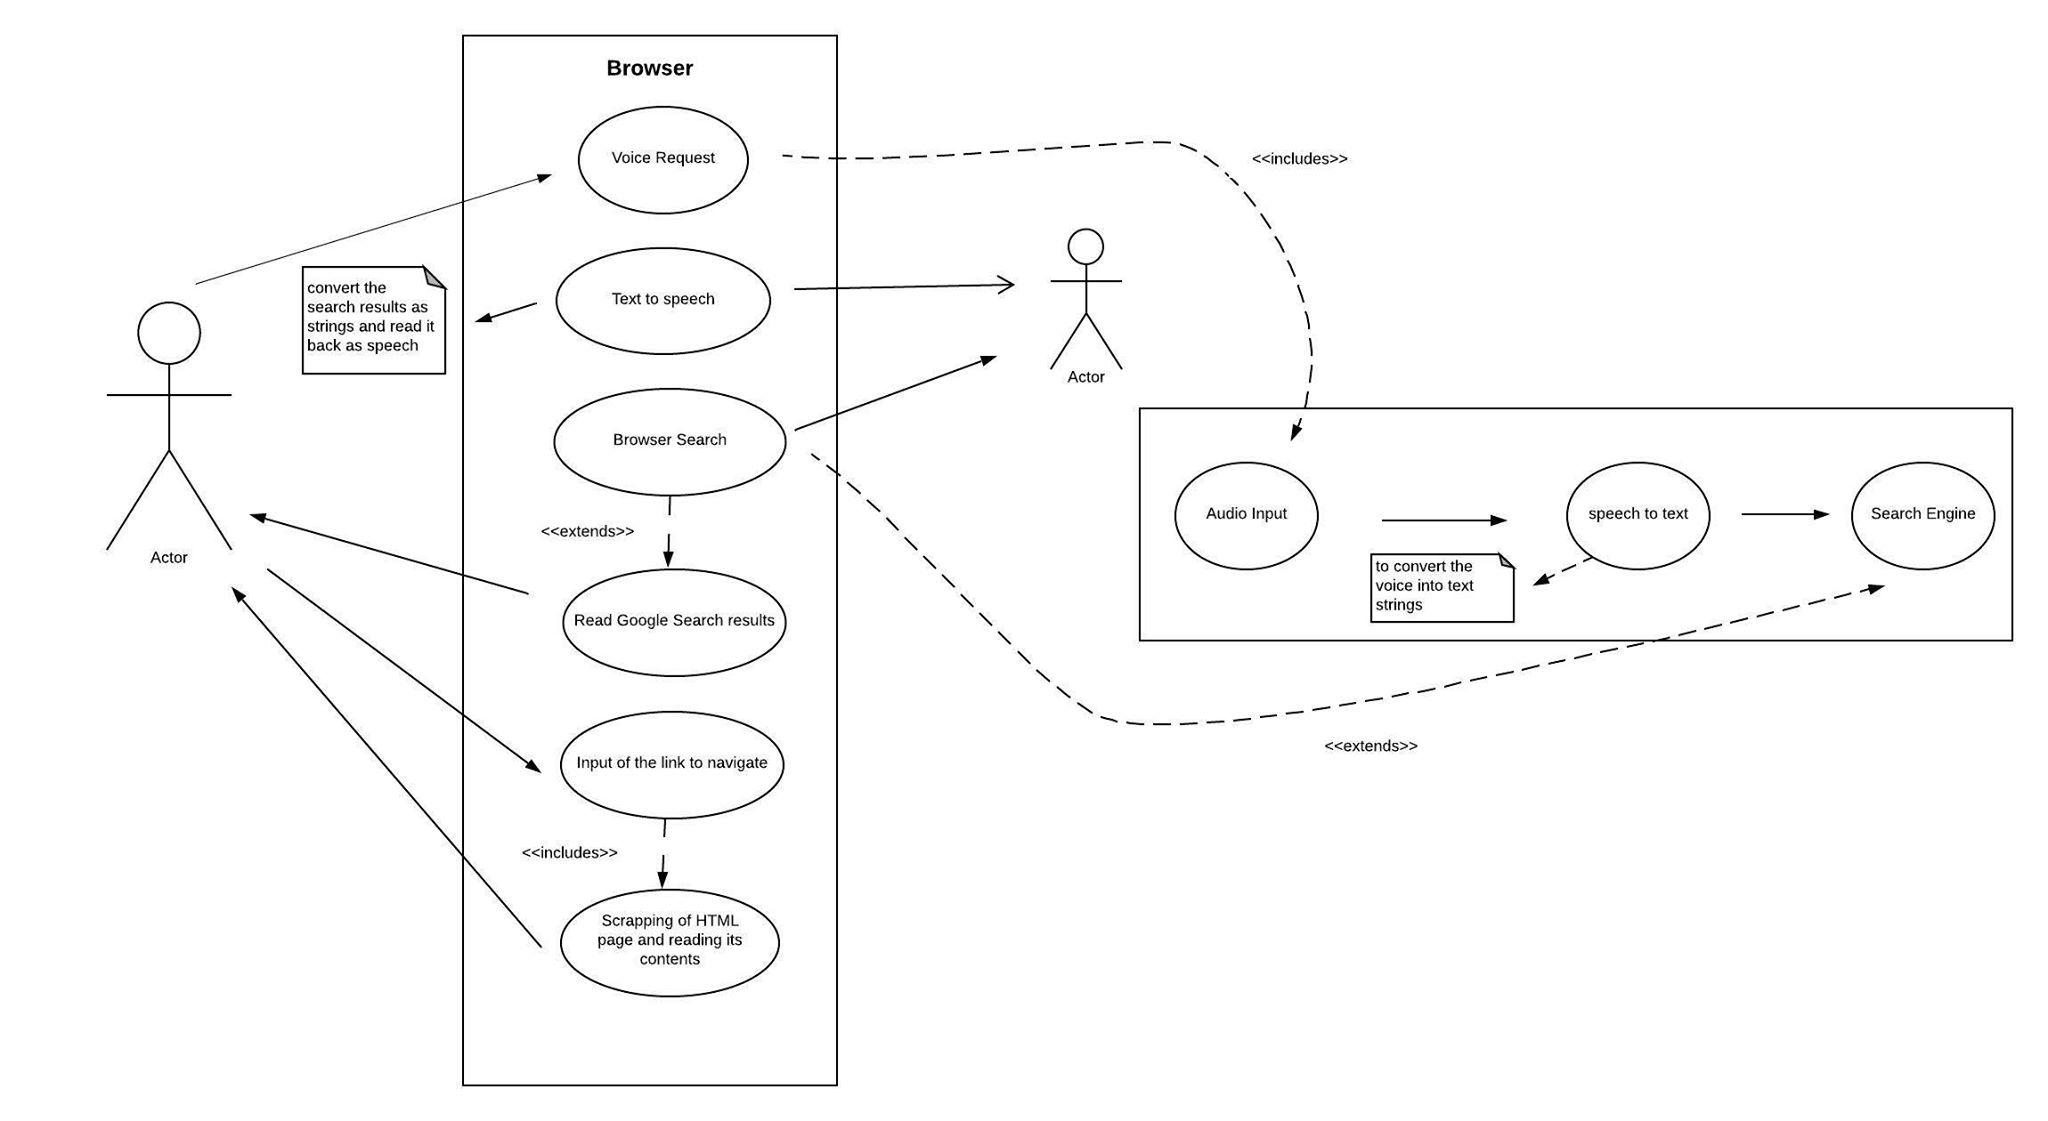 Browser
Voice Request
<<includes>>
convert the
search results as
strings and read it
back as speech
Text to speech
Actor
Browser Search
Audio Input
speech to text
Search Engine
<<extends>>
Actor
to convert the
voice into text
strings
Read Google Search results
<<extends>>
Input of the link to navigate
<<includes>>
Scrapping of HTML
page and reading its
contents